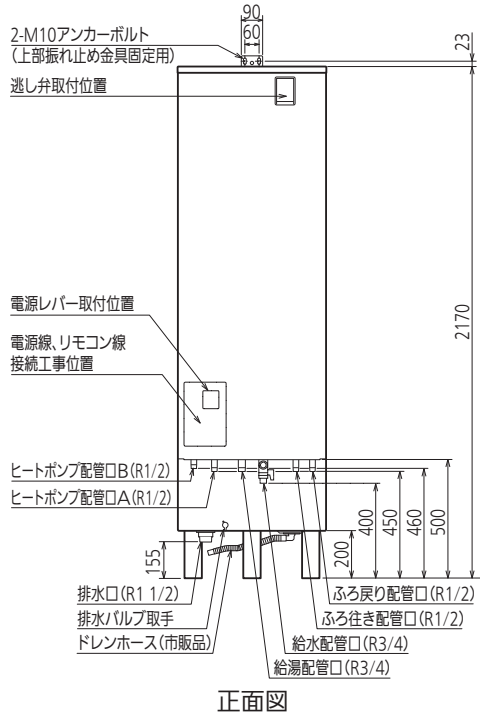 90
60
2-M10アンカーボルト
(上部振れ止め金具固定用)
23
逃し弁取付位置
2170
電源レバー取付位置
電源線、リモコン線
接続工事位置
ヒートポンプ配管口B(R1/2)
ヒートポンプ配管口A(R1/2)
155
200
400
450
460
500
排水口(R1 1/2)
ふろ戻り配管口(R1/2)
排水バルブ取手
ふろ往き配管口(R1/2)
ドレンホース(市販品)
給水配管口(R3/4)
給湯配管口(R3/4)
正面図